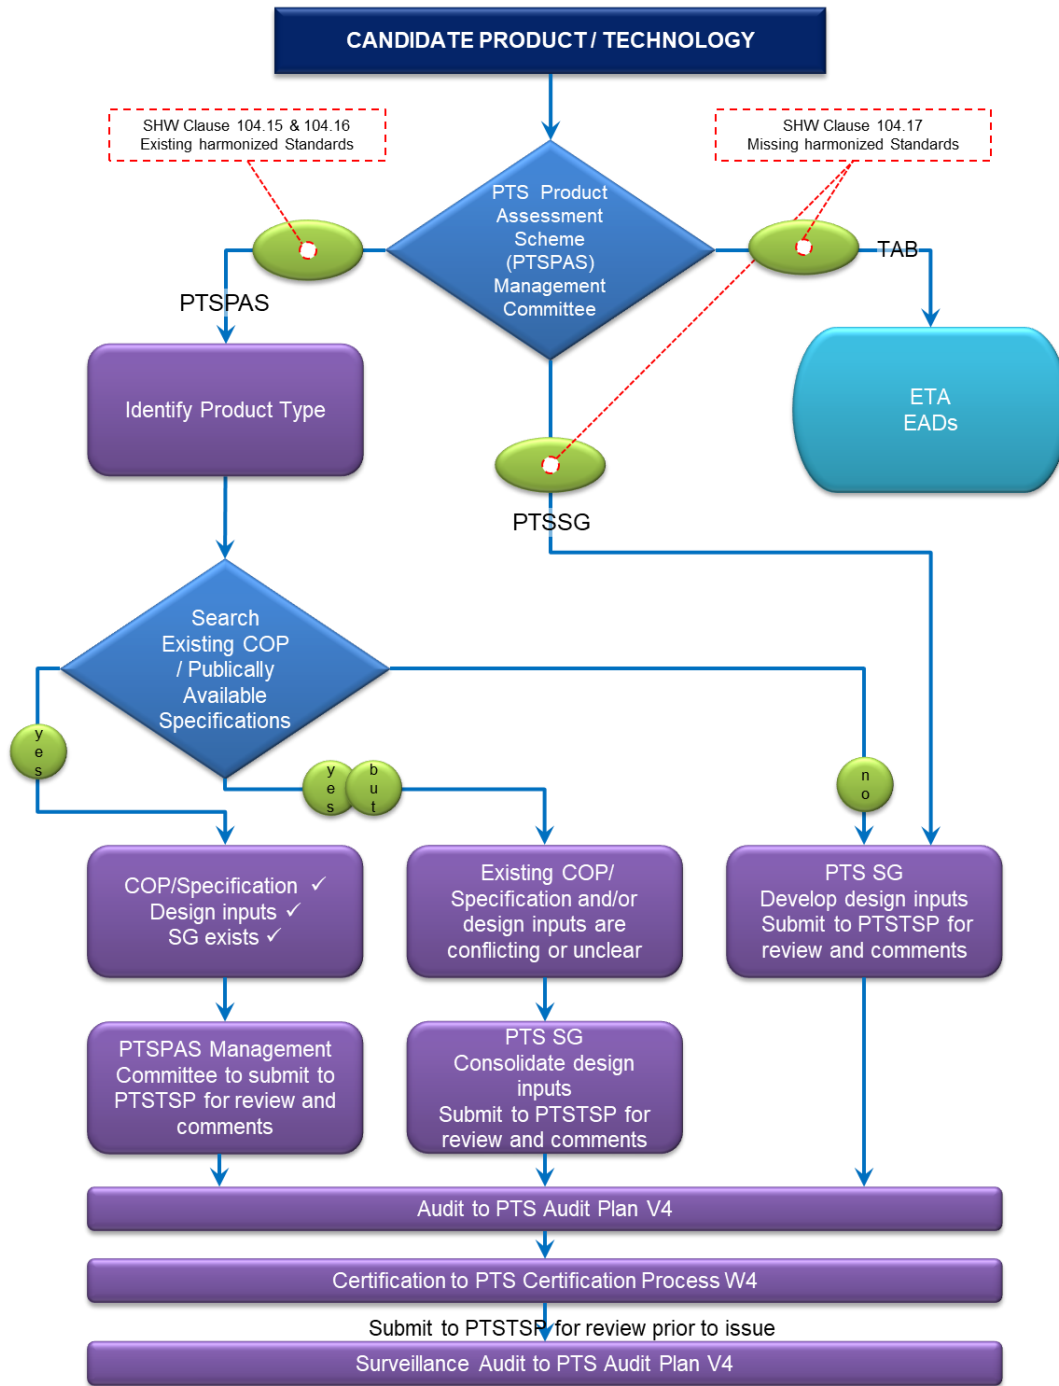 CANDIDATE PRODUCT / TECHNOLOGY
SHW Clause 104.15 & 104.16
Existing harmonized Standards
SHW Clause 104.17
Missing harmonized Standards
PTS Product
Assessment
Scheme
(PTSPAS)
Management
Committee
TAB
PTSPAS
Identify Product Type
ETA
EADs
PTSSG
Search
Existing COP
/ Publically
Available
Specifications
yes
yes
but
no
COP/Specification ✓
Design inputs ✓
SG exists ✓
Existing COP/
Specification and/or
design inputs are
conflicting or unclear
PTS SG
Develop design inputs
Submit to PTSTSP for
review and comments
PTSPAS Management
Committee to submit to
PTSTSP for review and
comments
PTS SG
Consolidate design
inputs
Submit to PTSTSP for
review and comments
Audit to PTS Audit Plan V4
Certification to PTS Certification Process W4
Submit to PTSTSP for review prior to issue
Surveillance Audit to PTS Audit Plan V4